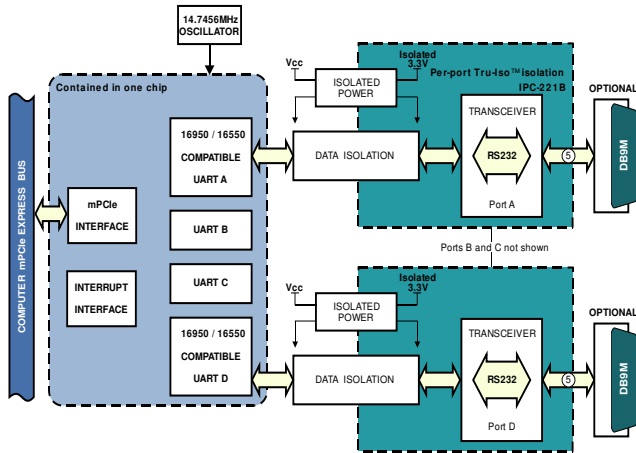 14.7456MHz
OSCILLATOR
Contained in one chip
COMPUTER mPCIe EXPRESS BUS
mPCIe
INTERFACE
INTERRUPT
INTERFACE
16950 / 16550
COMPATIBLE
UART A
UART B
UART C
16950 / 16550
COMPATIBLE
UART D
Vcc
ISOLATED
POWER
Isolated
3.3V
Per-port Tru-Iso™ isolation
IPC-221B
DATA ISOLATION
TRANSCEIVER
RS232
Port A
5
OPTIONAL
DB9M
Ports B and C not shown
Vcc
ISOLATED
POWER
Isolated
3.3V
DATA ISOLATION
TRANSCEIVER
RS232
Port D
5
OPTIONAL
DB9M